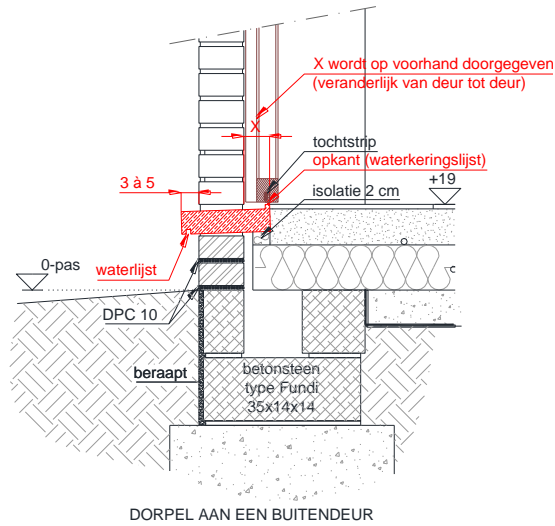 X wordt op voorhand doorgegeven
(veranderlijk van deur tot deur)
X
tochtstrip
opkant (waterkeringslijst)
3 à 5
isolatie 2 cm
+19
waterlijst
0-pas
DPC 10
beraapt
betonsteen
type Fundi
35x14x14
DORPEL AAN EEN BUITENDEUR